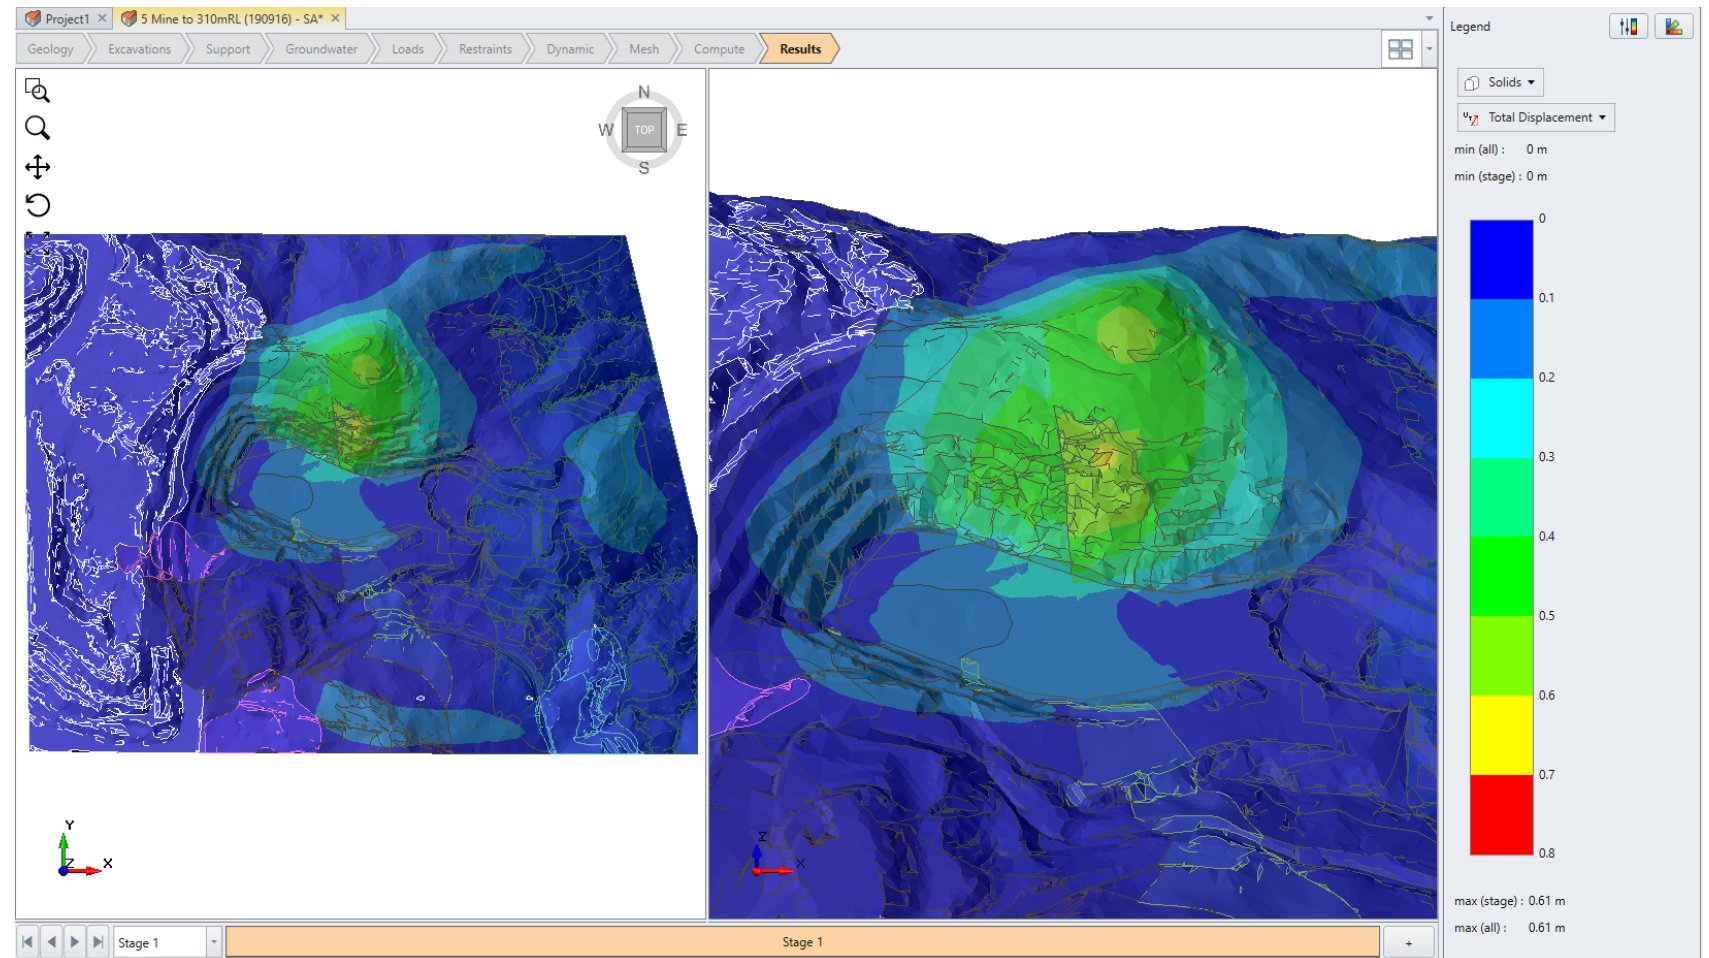 Project1
5 Mine to 310mRL (190916) - SA*
Geology Excavations Support Groundwater Loads Restraints Dynamic Mesh Compute Results
N
W TOP E
S
Y
Z X
Z
X
Stage 1
Stage 1
+
Legend
Solids
Total Displacement
min (all) : 0 m
min (stage) : 0 m
0
0.1
0.2
0.3
0.4
0.5
0.6
0.7
0.8
max (stage) : 0.61 m
max (all) : 0.61 m